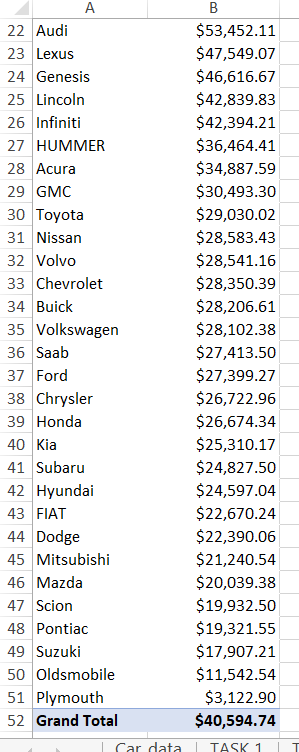 A B
22 Audi $53,452.11
23 Lexus $47,549.07
24 Genesis $46,616.67
25 Lincoln $42,839.83
26 Infiniti $42,394.21
27 HUMMER $36,464.41
28 Acura $34,887.59
29 GMC $30,493.30
30 Toyota $29,030.02
31 Nissan $28,583.43
32 Volvo $28,541.16
33 Chevrolet $28,350.39
34 Buick $28,206.61
35 Volkswagen $28,102.38
36 Saab $27,413.50
37 Ford $27,399.27
38 Chrysler $26,722.96
39 Honda $26,674.34
40 Kia $25,310.17
41 Subaru $24,827.50
42 Hyundai $24,597.04
43 FIAT $22,670.24
44 Dodge $22,390.06
45 Mitsubishi $21,240.54
46 Mazda $20,039.38
47 Scion $19,932.50
48 Pontiac $19,321.55
49 Suzuki $17,907.21
50 Oldsmobile $11,542.54
51 Plymouth $3,122.90
52 Grand Total $40,594.74
Car_data TASK 1